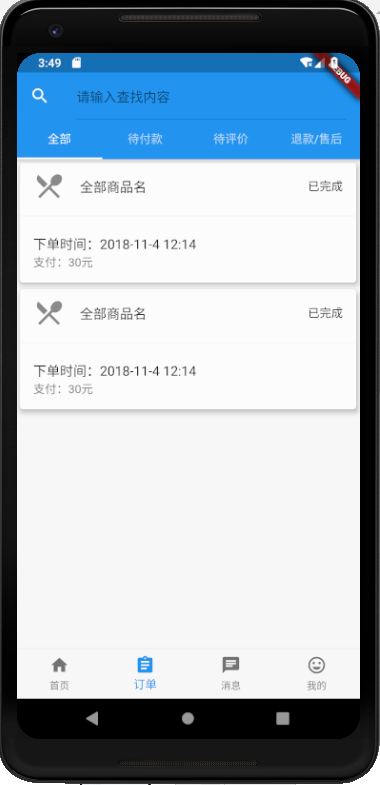 3:49
DEBUG
请输入查找内容
全部 待付款 待评价 退款/售后
全部商品名 已完成
下单时间：2018-11-4 12:14
支付：30元
全部商品名 已完成
下单时间：2018-11-4 12:14
支付：30元
首页 订单 消息 我的